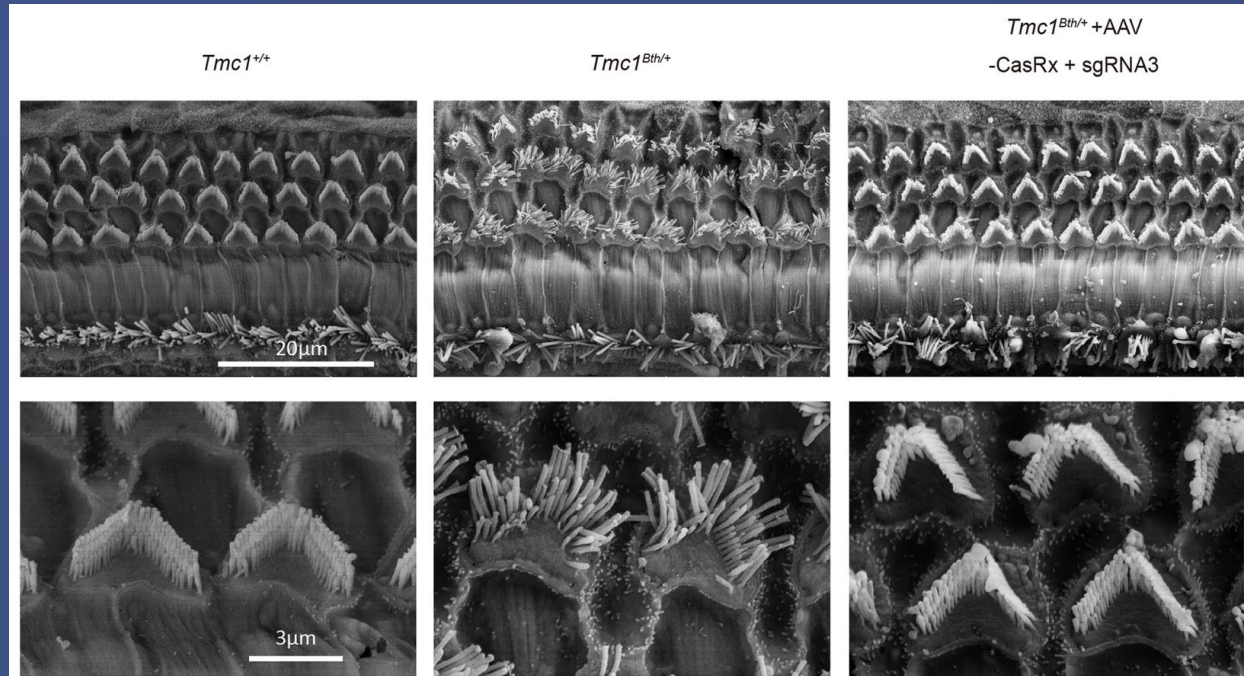 Tmc1+/+
Tmc1Bth/+
Tmc1Bth/+ +AAV
-CasRx + sgRNA3
20μm
3μm